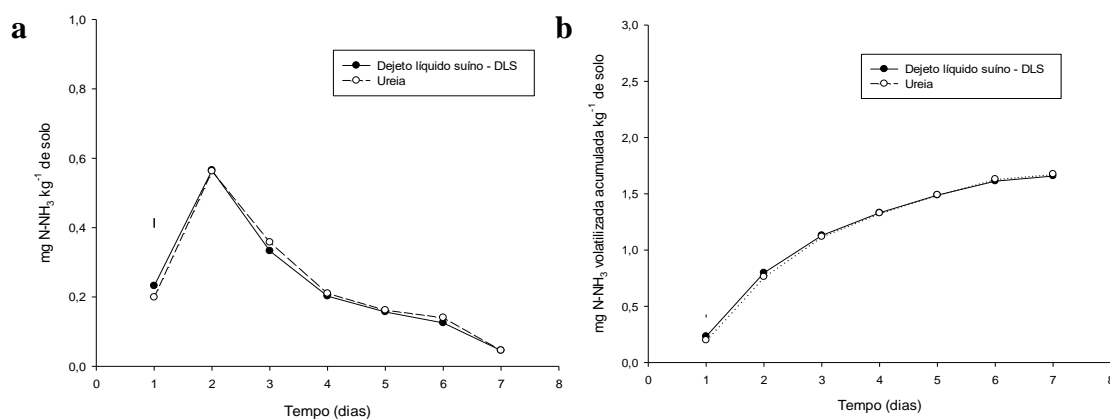 a
1,0
0,8
0,6
0,4
0,2
0,0
mg N-NH3 kg-1 de solo
Dejeto líquido suíno - DLS
Ureia
0 1 2 3 4 5 6 7 8
Tempo (dias)
b
3,0
2,5
2,0
1,5
1,0
0,5
0,0
mg N-NH3 volatilizada acumulada kg-1 de solo
Dejeto líquido suíno - DLS
Ureia
0 1 2 3 4 5 6 7 8
Tempo (dias)